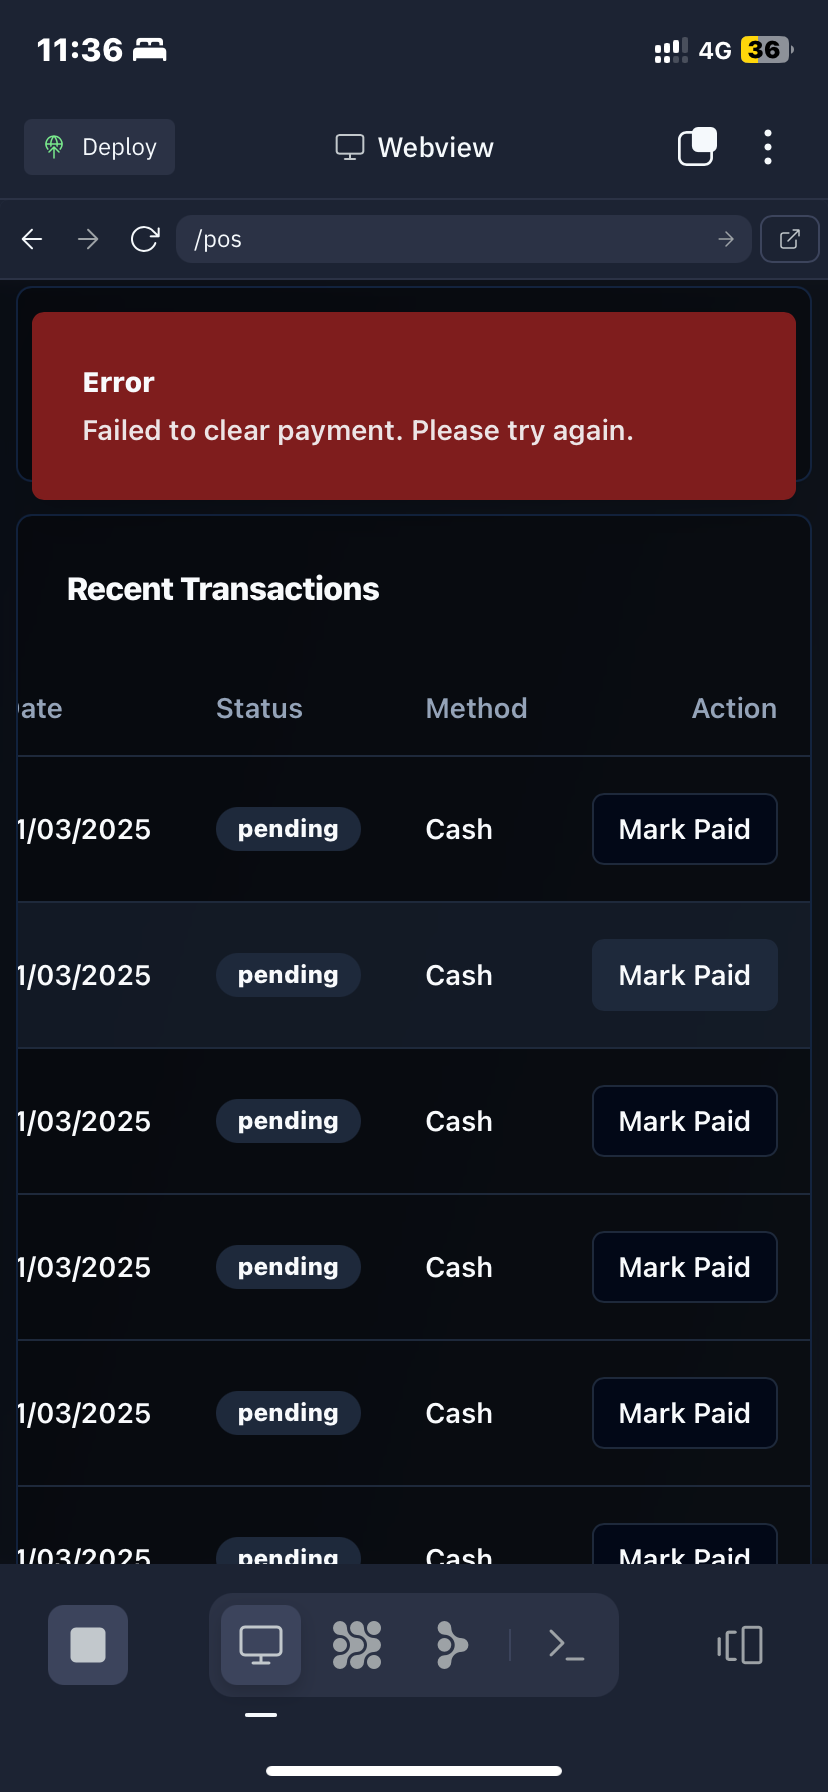 11:36
4G 36
Deploy
Webview
/pos
Error
Failed to clear payment. Please try again.
Recent Transactions
ate Status Method Action
1/03/2025 pending Cash Mark Paid
1/03/2025 pending Cash Mark Paid
1/03/2025 pending Cash Mark Paid
1/03/2025 pending Cash Mark Paid
1/03/2025 pending Cash Mark Paid
1/03/2025 pending Cash Mark Paid